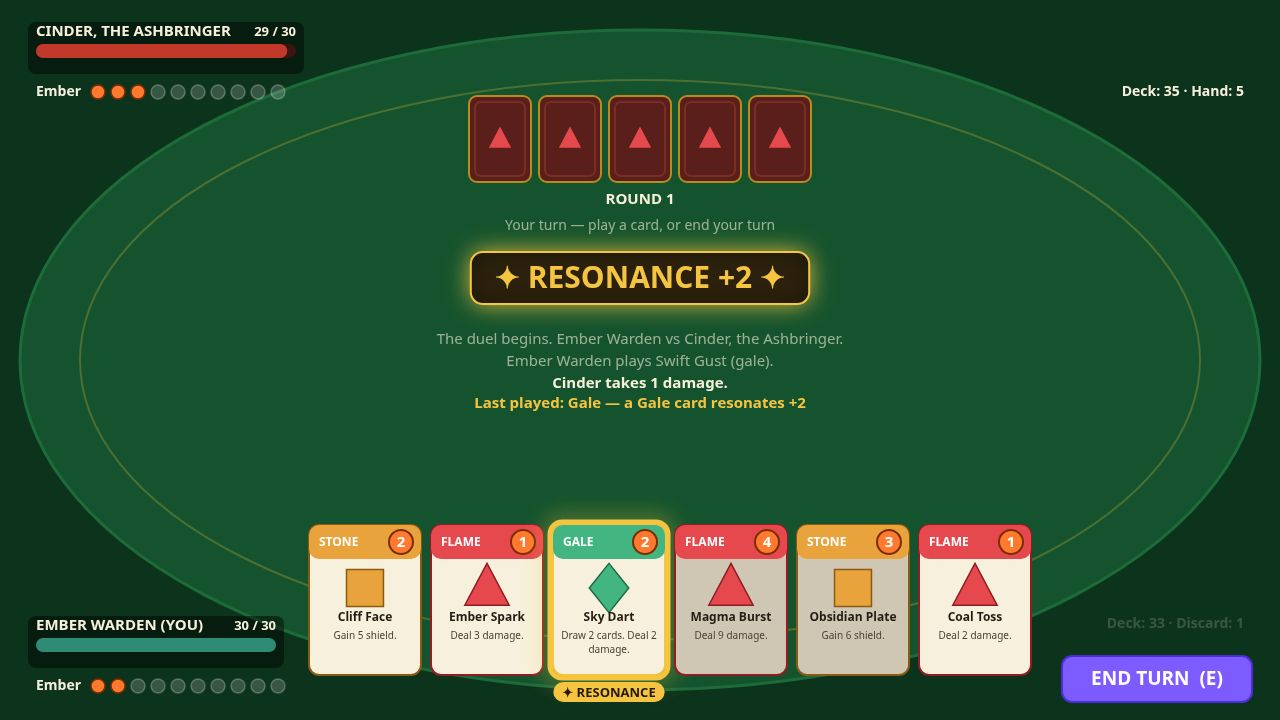 CINDER, THE ASHBRINGER 29 / 30
Ember
Deck: 35 · Hand: 5
ROUND 1
Your turn — play a card, or end your turn
✦ RESONANCE +2 ✦
The duel begins. Ember Warden vs Cinder, the Ashbringer.
Ember Warden plays Swift Gust (gale).
Cinder takes 1 damage.
Last played: Gale — a Gale card resonates +2
STONE 2
Cliff Face
Gain 5 shield.
FLAME 1
Ember Spark
Deal 3 damage.
GALE 2
Sky Dart
Draw 2 cards. Deal 2
damage.
✦ RESONANCE
FLAME 4
Magma Burst
Deal 9 damage.
STONE 3
Obsidian Plate
Gain 6 shield.
FLAME 1
Coal Toss
Deal 2 damage.
EMBER WARDEN (YOU) 30 / 30
Ember
Deck: 33 · Discard: 1
END TURN (E)